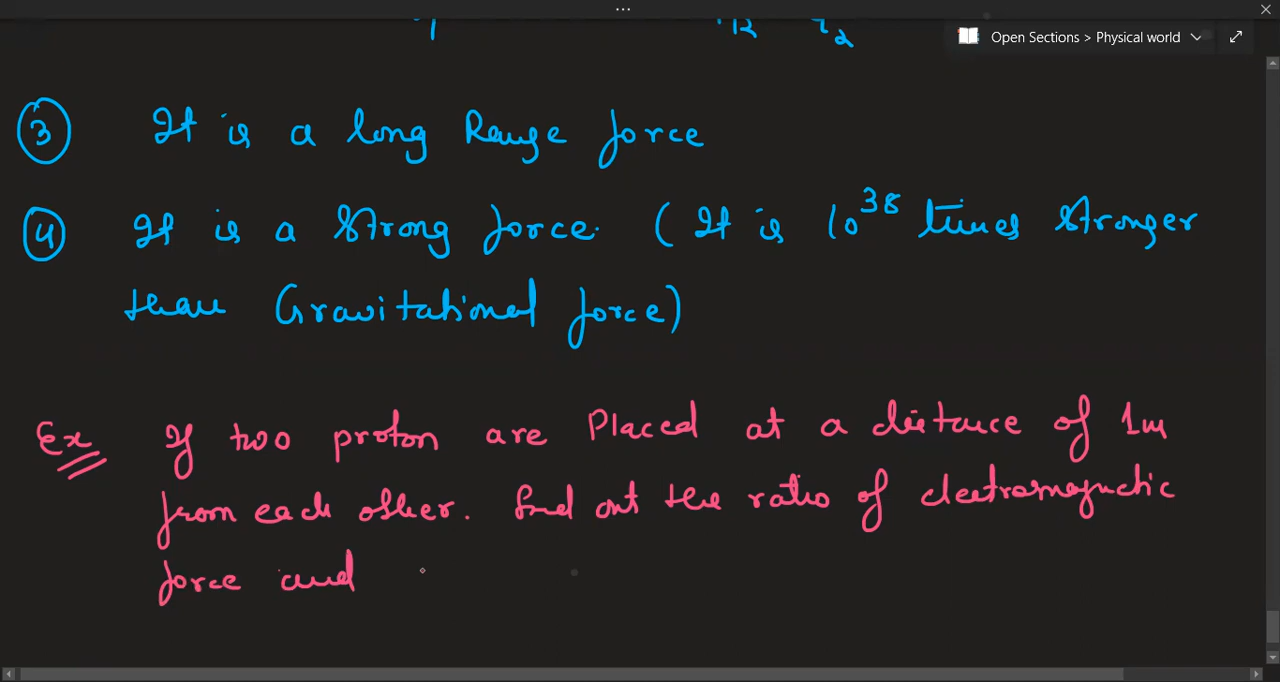 Open Sections > Physical world
3 It is a long Range force
4 It is a Strong force. (It is 10^38 times Stronger
than Gravitational force)
Ex If two proton are Placed at a distance of 1m
from each other. find out the ratio of electromagnetic
force and